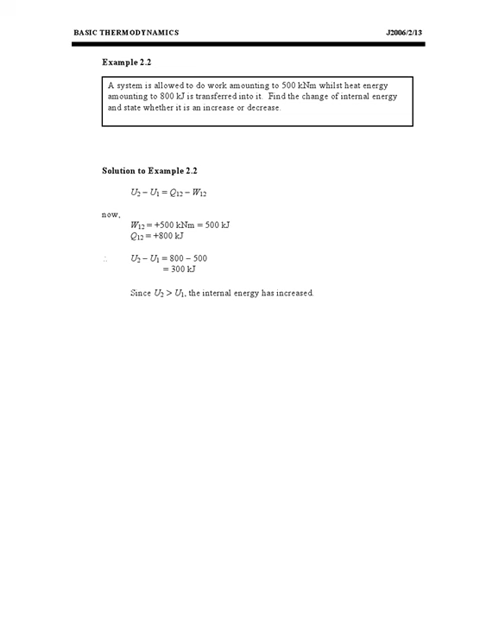 BASIC THERMODYNAMICS J2006/2/13
Example 2.2
A system is allowed to do work amounting to 500 kNm whilst heat energy
amounting to 800 kJ is transferred into it. Find the change of internal energy
and state whether it is an increase or decrease.
Solution to Example 2.2
U₂ – U₁ = Q₁₂ – W₁₂
now,
W₁₂ = +500 kNm = 500 kJ
Q₁₂ = +800 kJ
∴ U₂ – U₁ = 800 – 500
= 300 kJ
Since U₂ > U₁, the internal energy has increased.